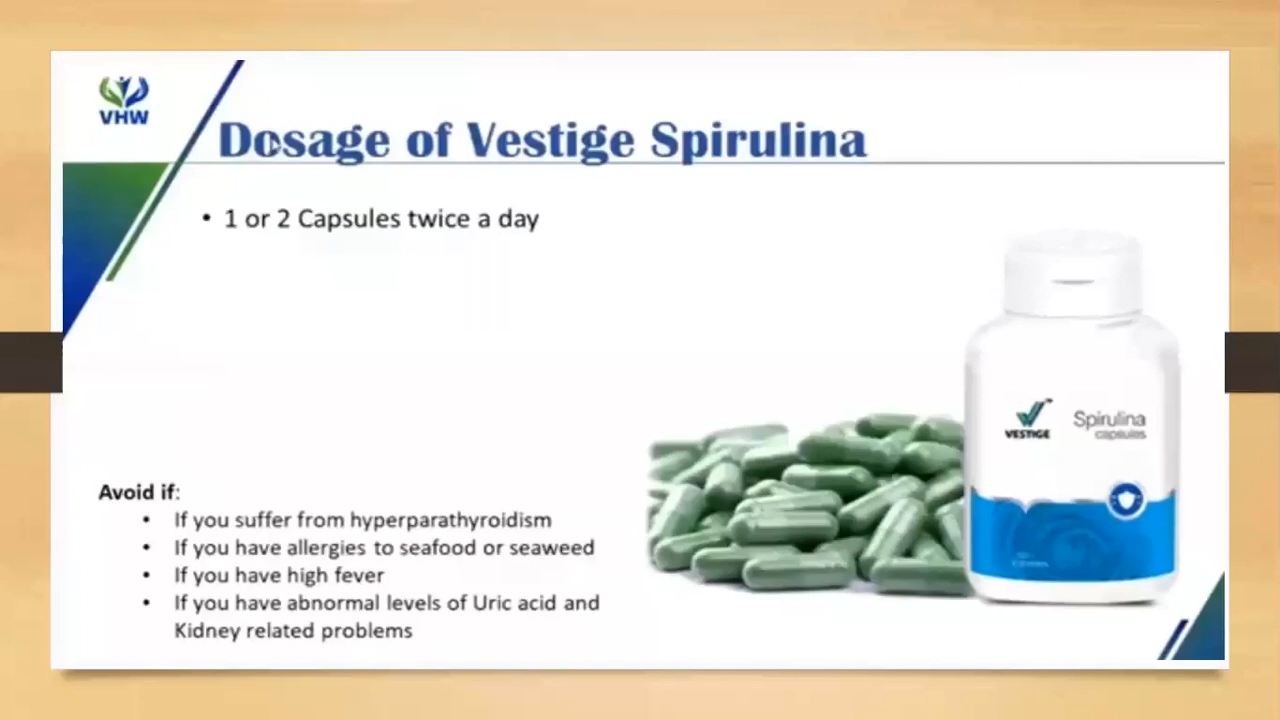 VHW
Dosage of Vestige Spirulina
• 1 or 2 Capsules twice a day
VESTIGE
Spirulina
capsules
Avoid if:
• If you suffer from hyperparathyroidism
• If you have allergies to seafood or seaweed
• If you have high fever
• If you have abnormal levels of Uric acid and
Kidney related problems